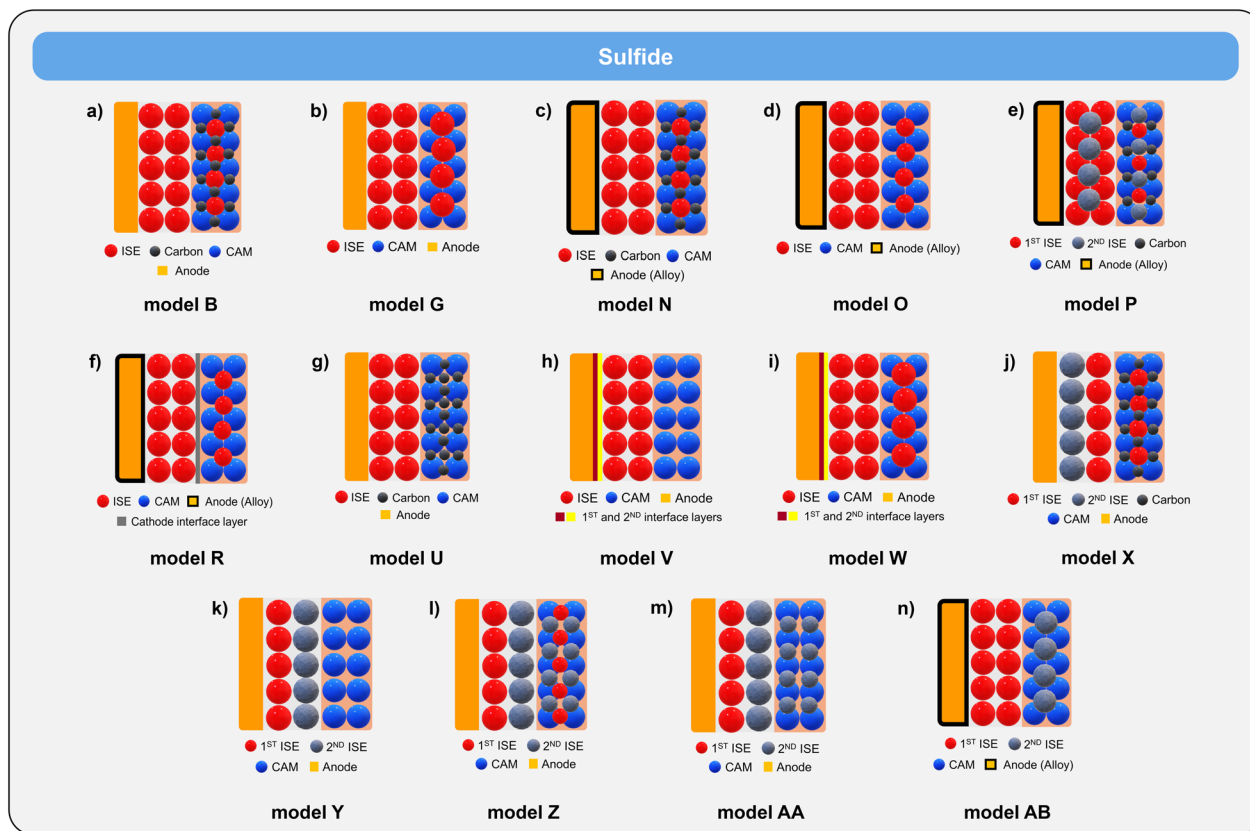 Sulfide
a)
b)
c)
d)
e)
ISE Carbon CAM
Anode
ISE CAM Anode
ISE Carbon CAM
Anode (Alloy)
ISE CAM Anode (Alloy)
1ST ISE 2ND ISE Carbon
CAM Anode (Alloy)
model B
model G
model N
model O
model P
f)
g)
h)
i)
j)
ISE CAM Anode (Alloy)
Cathode interface layer
ISE Carbon CAM
Anode
ISE CAM Anode
1ST and 2ND interface layers
ISE CAM Anode
1ST and 2ND interface layers
1ST ISE 2ND ISE Carbon
CAM Anode
model R
model U
model V
model W
model X
k)
l)
m)
n)
1ST ISE 2ND ISE
CAM Anode
1ST ISE 2ND ISE
CAM Anode
1ST ISE 2ND ISE
CAM Anode
1ST ISE 2ND ISE
CAM Anode (Alloy)
model Y
model Z
model AA
model AB